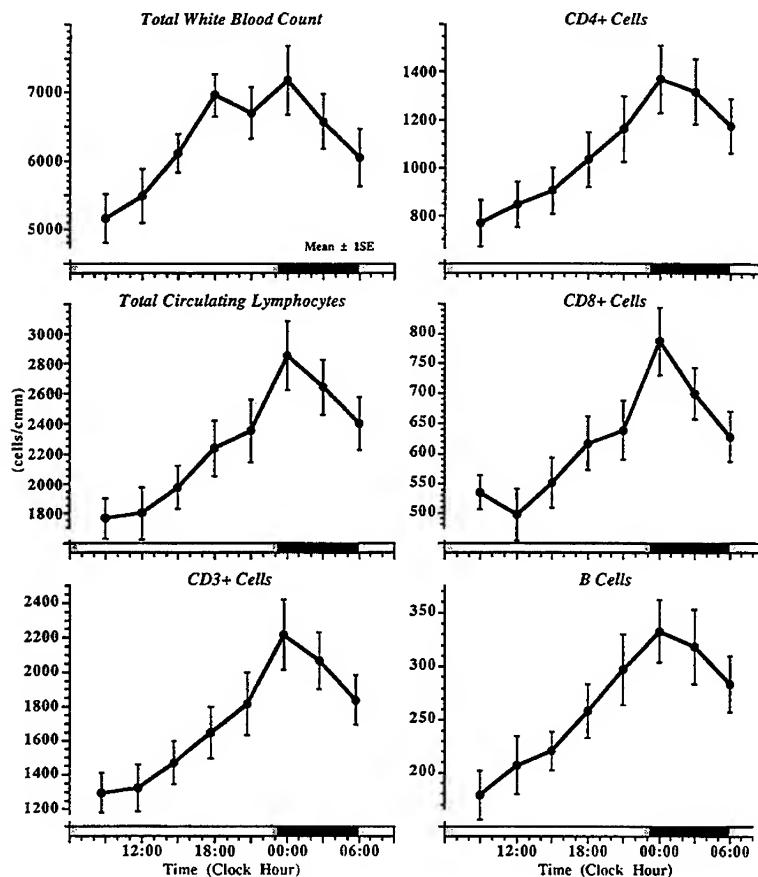 Total White Blood Count
7000
6000
5000
Mean ± 1SE
CD4+ Cells
1400
1200
1000
800
Total Circulating Lymphocytes
(cells/cmm)
3000
2800
2600
2400
2200
2000
1800
CD8+ Cells
800
750
700
650
600
550
500
CD3+ Cells
2400
2200
2000
1800
1600
1400
1200
12:00 18:00 00:00 06:00
Time (Clock Hour)
B Cells
350
300
250
200
12:00 18:00 00:00 06:00
Time (Clock Hour)